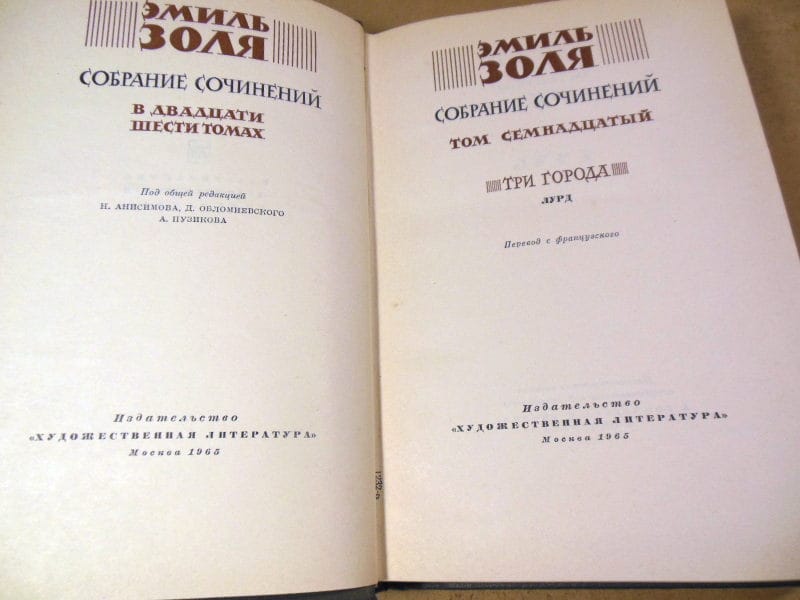 ЭМИЛЬ
ЗОЛЯ
СОБРАНИЕ СОЧИНЕНИЙ
В ДВАДЦАТИ
ШЕСТИ ТОМАХ
Под общей редакцией
И. АНИСИМОВА, Д. ОБЛОМИЕВСКОГО
А. ПУЗИКОВА
Издательство
«ХУДОЖЕСТВЕННАЯ ЛИТЕРАТУРА»
Москва 1965
ЭМИЛЬ
ЗОЛЯ
СОБРАНИЕ СОЧИНЕНИЙ
ТОМ СЕМНАДЦАТЫЙ
ТРИ ГОРОДА
ЛУРД
Перевод с французского
Издательство
«ХУДОЖЕСТВЕННАЯ ЛИТЕРАТУРА»
Москва 1965